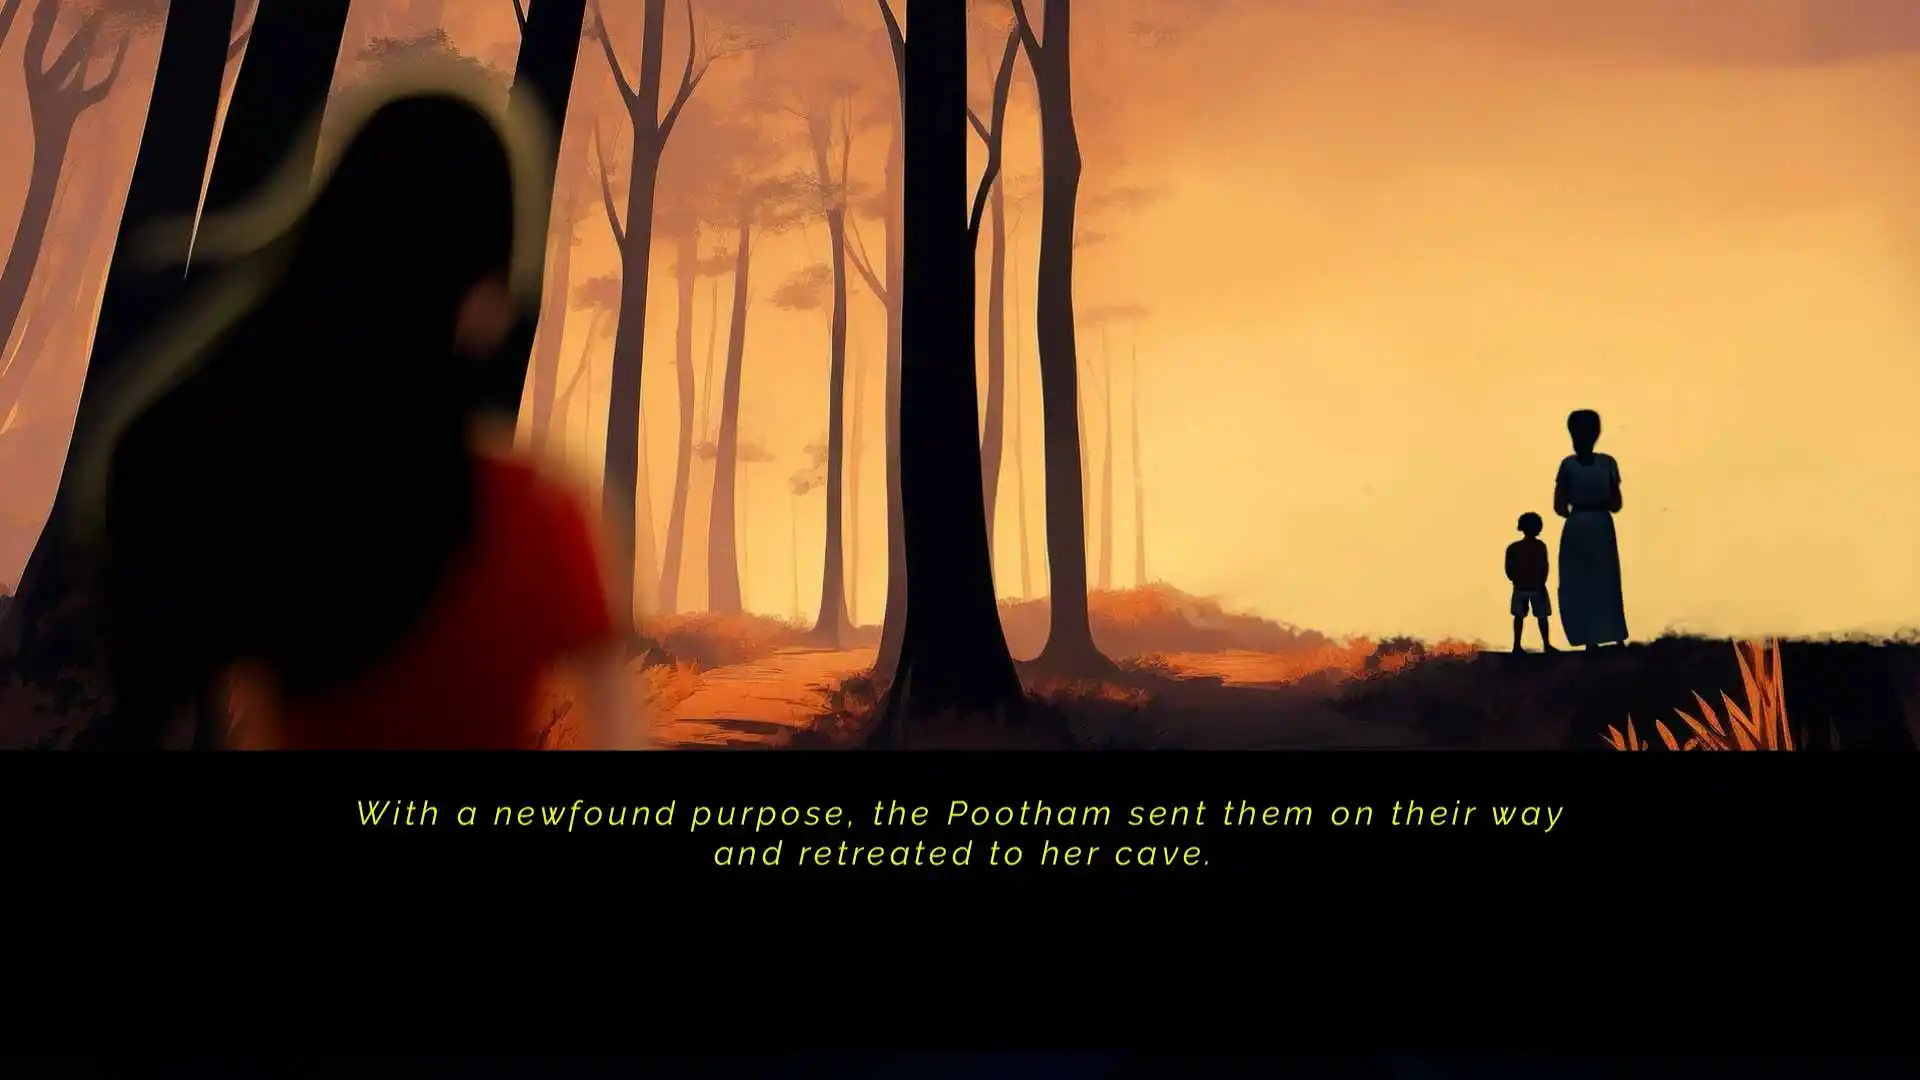 With a newfound purpose, the Pootham sent them on their way
and retreated to her cave.